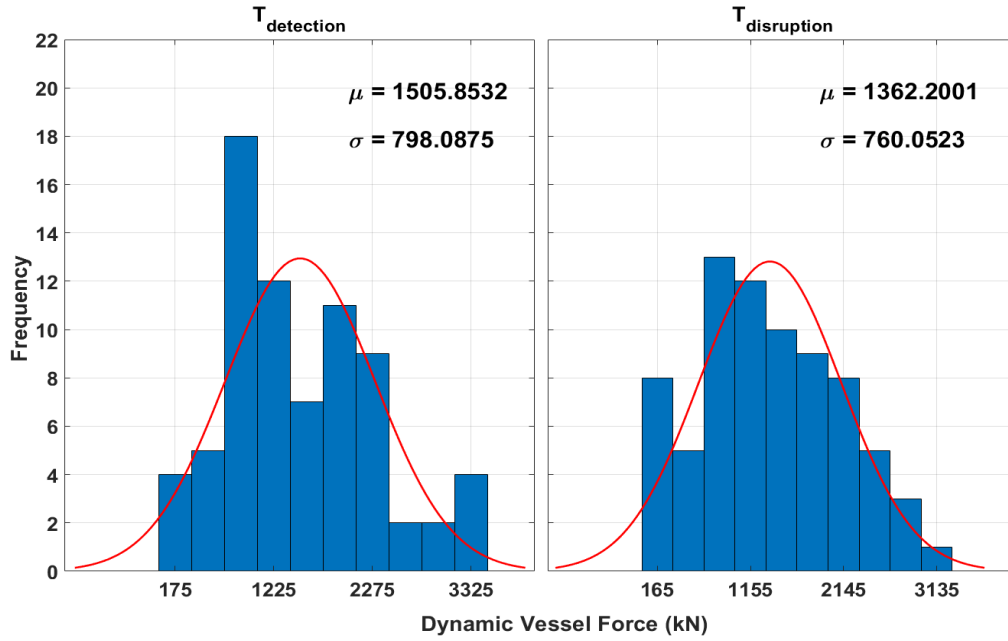 T_detection
T_disruption
22
20
18
16
14
12
10
8
6
4
2
0
μ = 1505.8532
σ = 798.0875
μ = 1362.2001
σ = 760.0523
Frequency
175 1225 2275 3325
165 1155 2145 3135
Dynamic Vessel Force (kN)